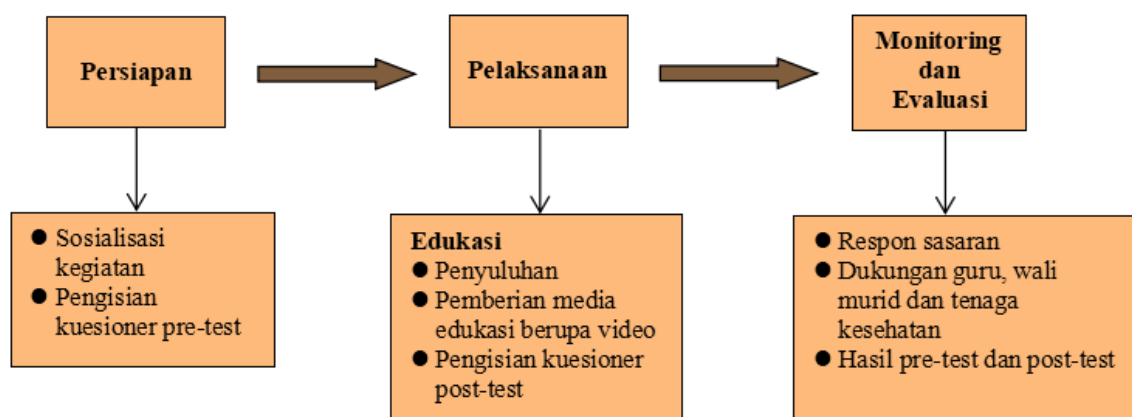 Persiapan
Pelaksanaan
Monitoring
dan
Evaluasi
● Sosialisasi
kegiatan
● Pengisian
kuesioner pre-test
Edukasi
● Penyuluhan
● Pemberian media
edukasi berupa video
● Pengisian kuesioner
post-test
● Respon sasaran
● Dukungan guru, wali
murid dan tenaga
kesehatan
● Hasil pre-test dan post-test